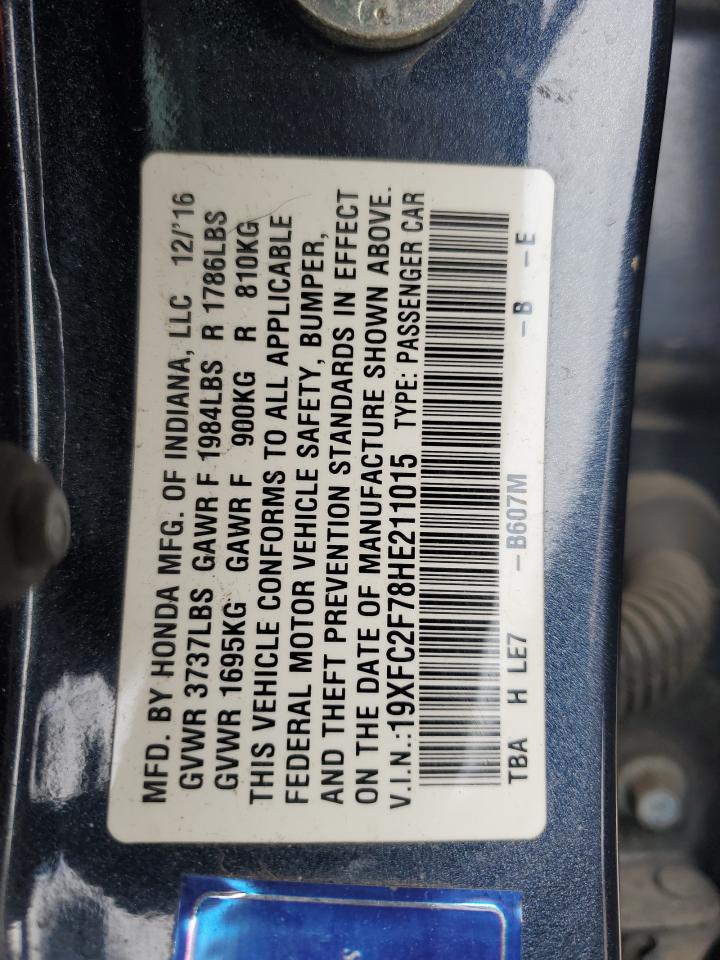 MFD. BY HONDA MFG. OF INDIANA, LLC 12/'16
GVWR 3737LBS GAWR F 1984LBS R 1786LBS
GVWR 1695KG GAWR F 900KG R 810KG
THIS VEHICLE CONFORMS TO ALL APPLICABLE
FEDERAL MOTOR VEHICLE SAFETY, BUMPER,
AND THEFT PREVENTION STANDARDS IN EFFECT
ON THE DATE OF MANUFACTURE SHOWN ABOVE.
V.I.N.:19XFC2F78HE211015 TYPE: PASSENGER CAR
TBA H LE7 – B607M – B – E
S